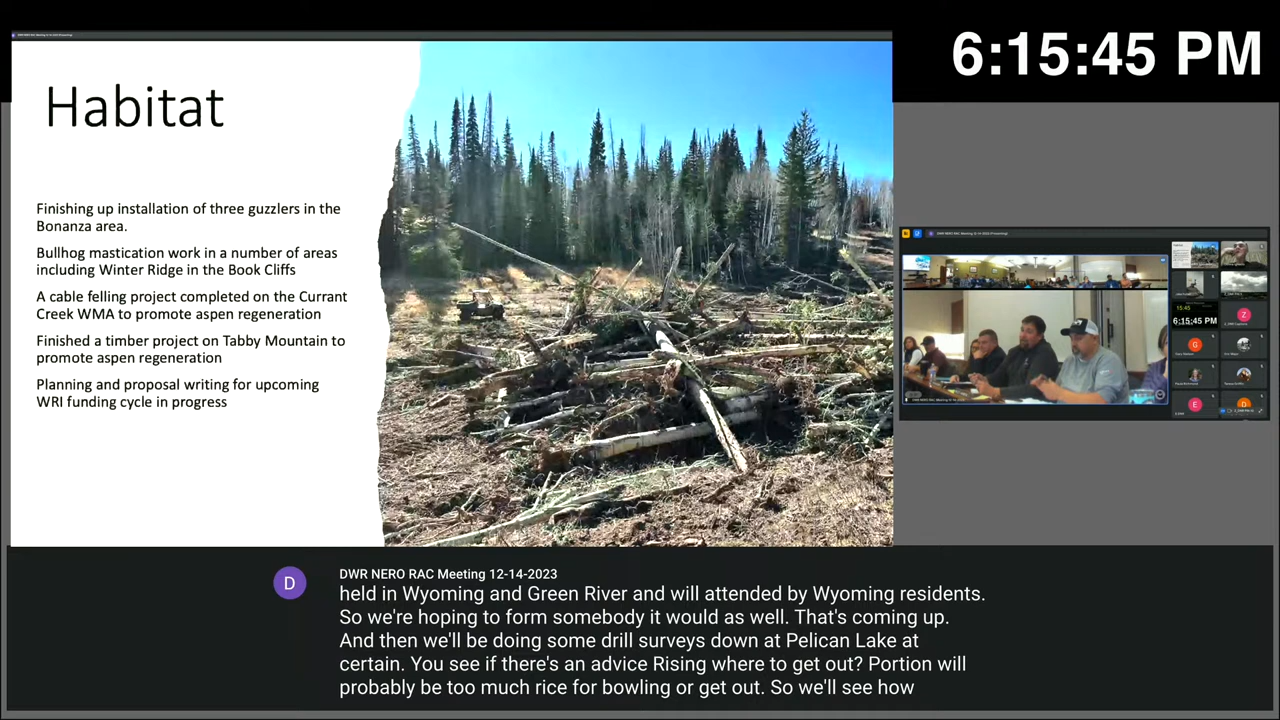 6:15:45 PM
Habitat
Finishing up installation of three guzzlers in the
Bonanza area.
Bullhog mastication work in a number of areas
including Winter Ridge in the Book Cliffs
A cable felling project completed on the Currant
Creek WMA to promote aspen regeneration
Finished a timber project on Tabby Mountain to
promote aspen regeneration
Planning and proposal writing for upcoming
WRI funding cycle in progress
15:45
6:15:45 PM
Z
G
E
D
D
DWR NERO RAC Meeting 12-14-2023
held in Wyoming and Green River and will attended by Wyoming residents.
So we're hoping to form somebody it would as well. That's coming up.
And then we'll be doing some drill surveys down at Pelican Lake at
certain. You see if there's an advice Rising where to get out? Portion will
probably be too much rice for bowling or get out. So we'll see how